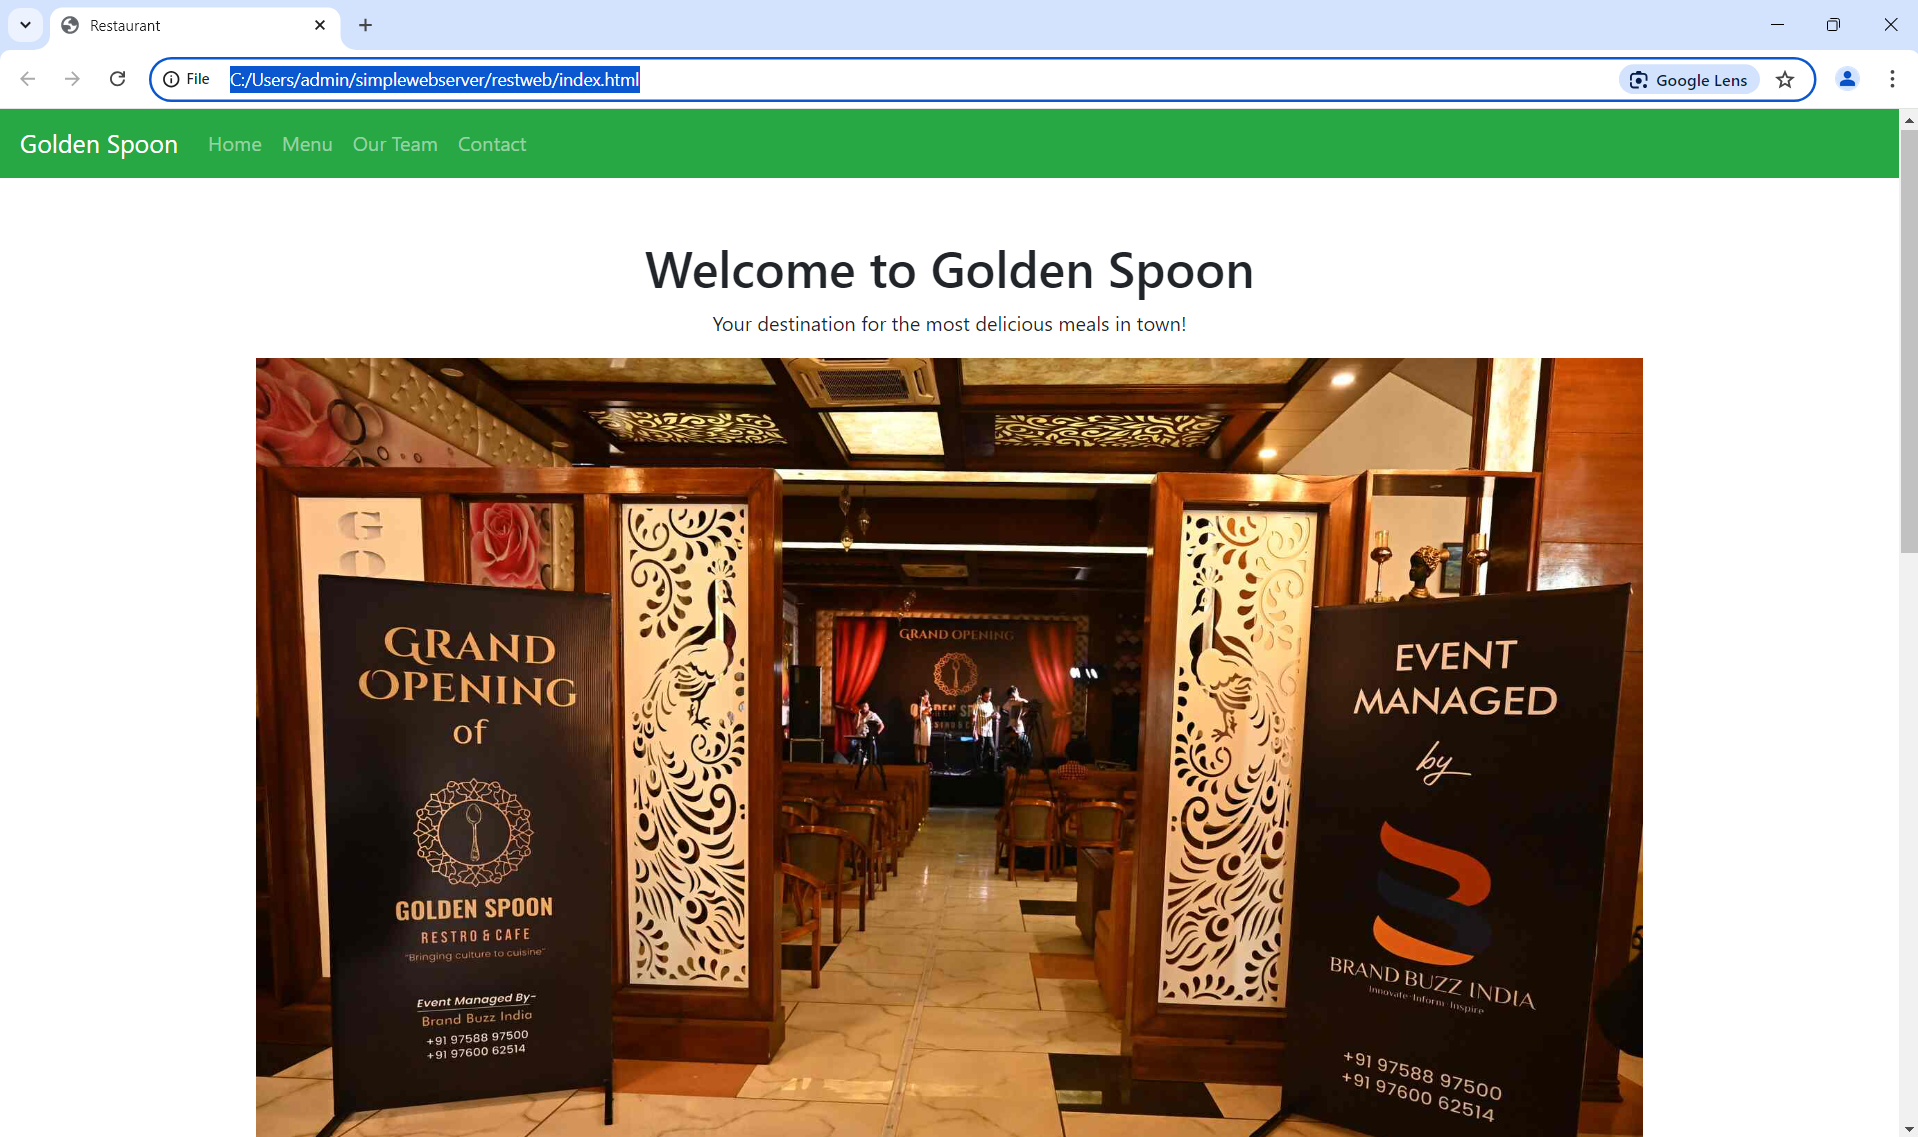 Restaurant
File
C:/Users/admin/simplewebserver/restweb/index.html
Google Lens
Golden Spoon
Home
Menu
Our Team
Contact
Welcome to Golden Spoon
Your destination for the most delicious meals in town!
GRAND
OPENING
of
GOLDEN SPOON
RESTRO & CAFE
"Bringing culture to cuisine"
Event Managed By-
Brand Buzz India
+91 97588 97500
+91 97600 62514
GRAND OPENING
EVENT
MANAGED
by
BRAND BUZZ INDIA
Innovate · Inform · Inspire
+91 97588 97500
+91 97600 62514